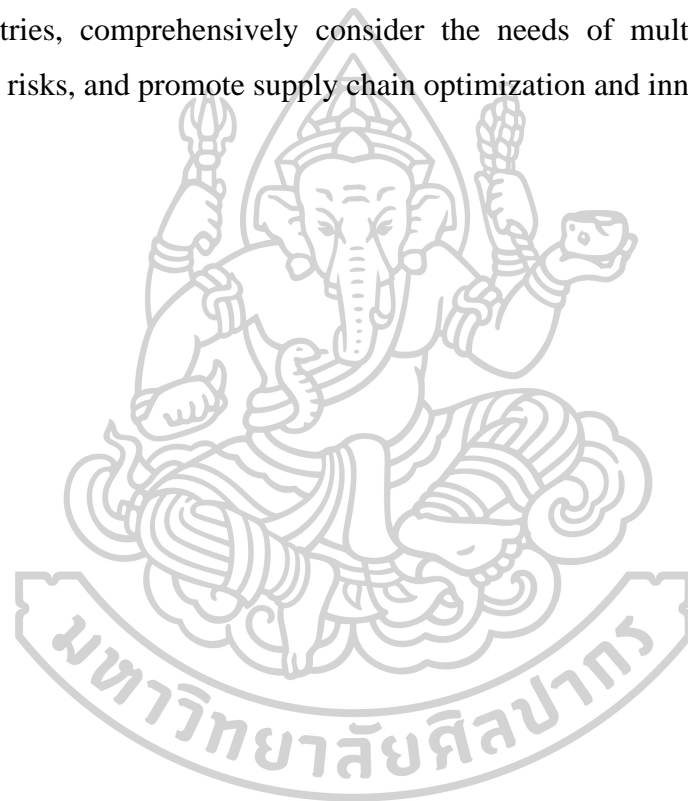 tries, comprehensively consider the needs of mult
risks, and promote supply chain optimization and inn
มหาวิทยาลัยศิลปากร